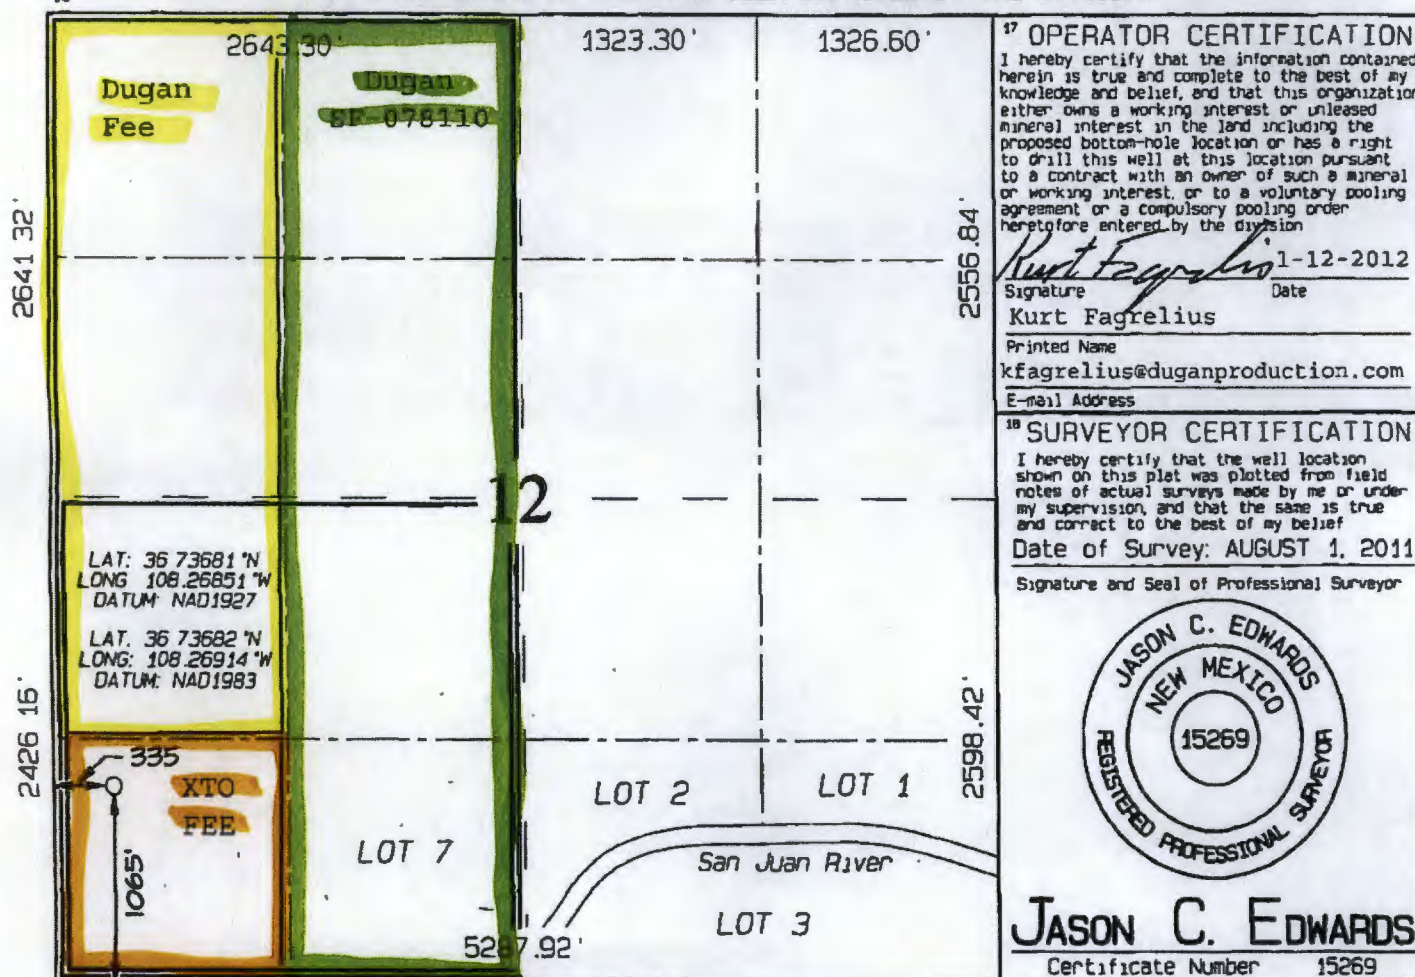 2643.30'
1323.30'
1326.60'
Dugan
Fee
Dugan
SF 078110
2641 32'
2556.84'
12
LAT: 36 73681 °N
LONG 108.26851 °W
DATUM: NAD1927
LAT. 36 73682 °N
LONG: 108.26914 °W
DATUM: NAD1983
2426 16'
2598.42'
335
XTO
FEE
1065'
LOT 7
LOT 2
LOT 1
San Juan River
LOT 3
5287.92'
17 OPERATOR CERTIFICATION
I hereby certify that the information contained
herein is true and complete to the best of my
knowledge and belief, and that this organization
either owns a working interest or unleased
mineral interest in the land including the
proposed bottom-hole location or has a right
to drill this well at this location pursuant
to a contract with an owner of such a mineral
or working interest, or to a voluntary pooling
agreement or a compulsory pooling order
heretofore entered by the division
Kurt Fagrelius 1-12-2012
Signature Date
Kurt Fagrelius
Printed Name
kfagrelius@duganproduction.com
E-mail Address
18 SURVEYOR CERTIFICATION
I hereby certify that the well location
shown on this plat was plotted from field
notes of actual surveys made by me or under
my supervision, and that the same is true
and correct to the best of my belief
Date of Survey: AUGUST 1, 2011
Signature and Seal of Professional Surveyor
JASON C. EDWARDS
NEW MEXICO
15269
REGISTERED PROFESSIONAL SURVEYOR
JASON C. EDWARDS
Certificate Number 15269